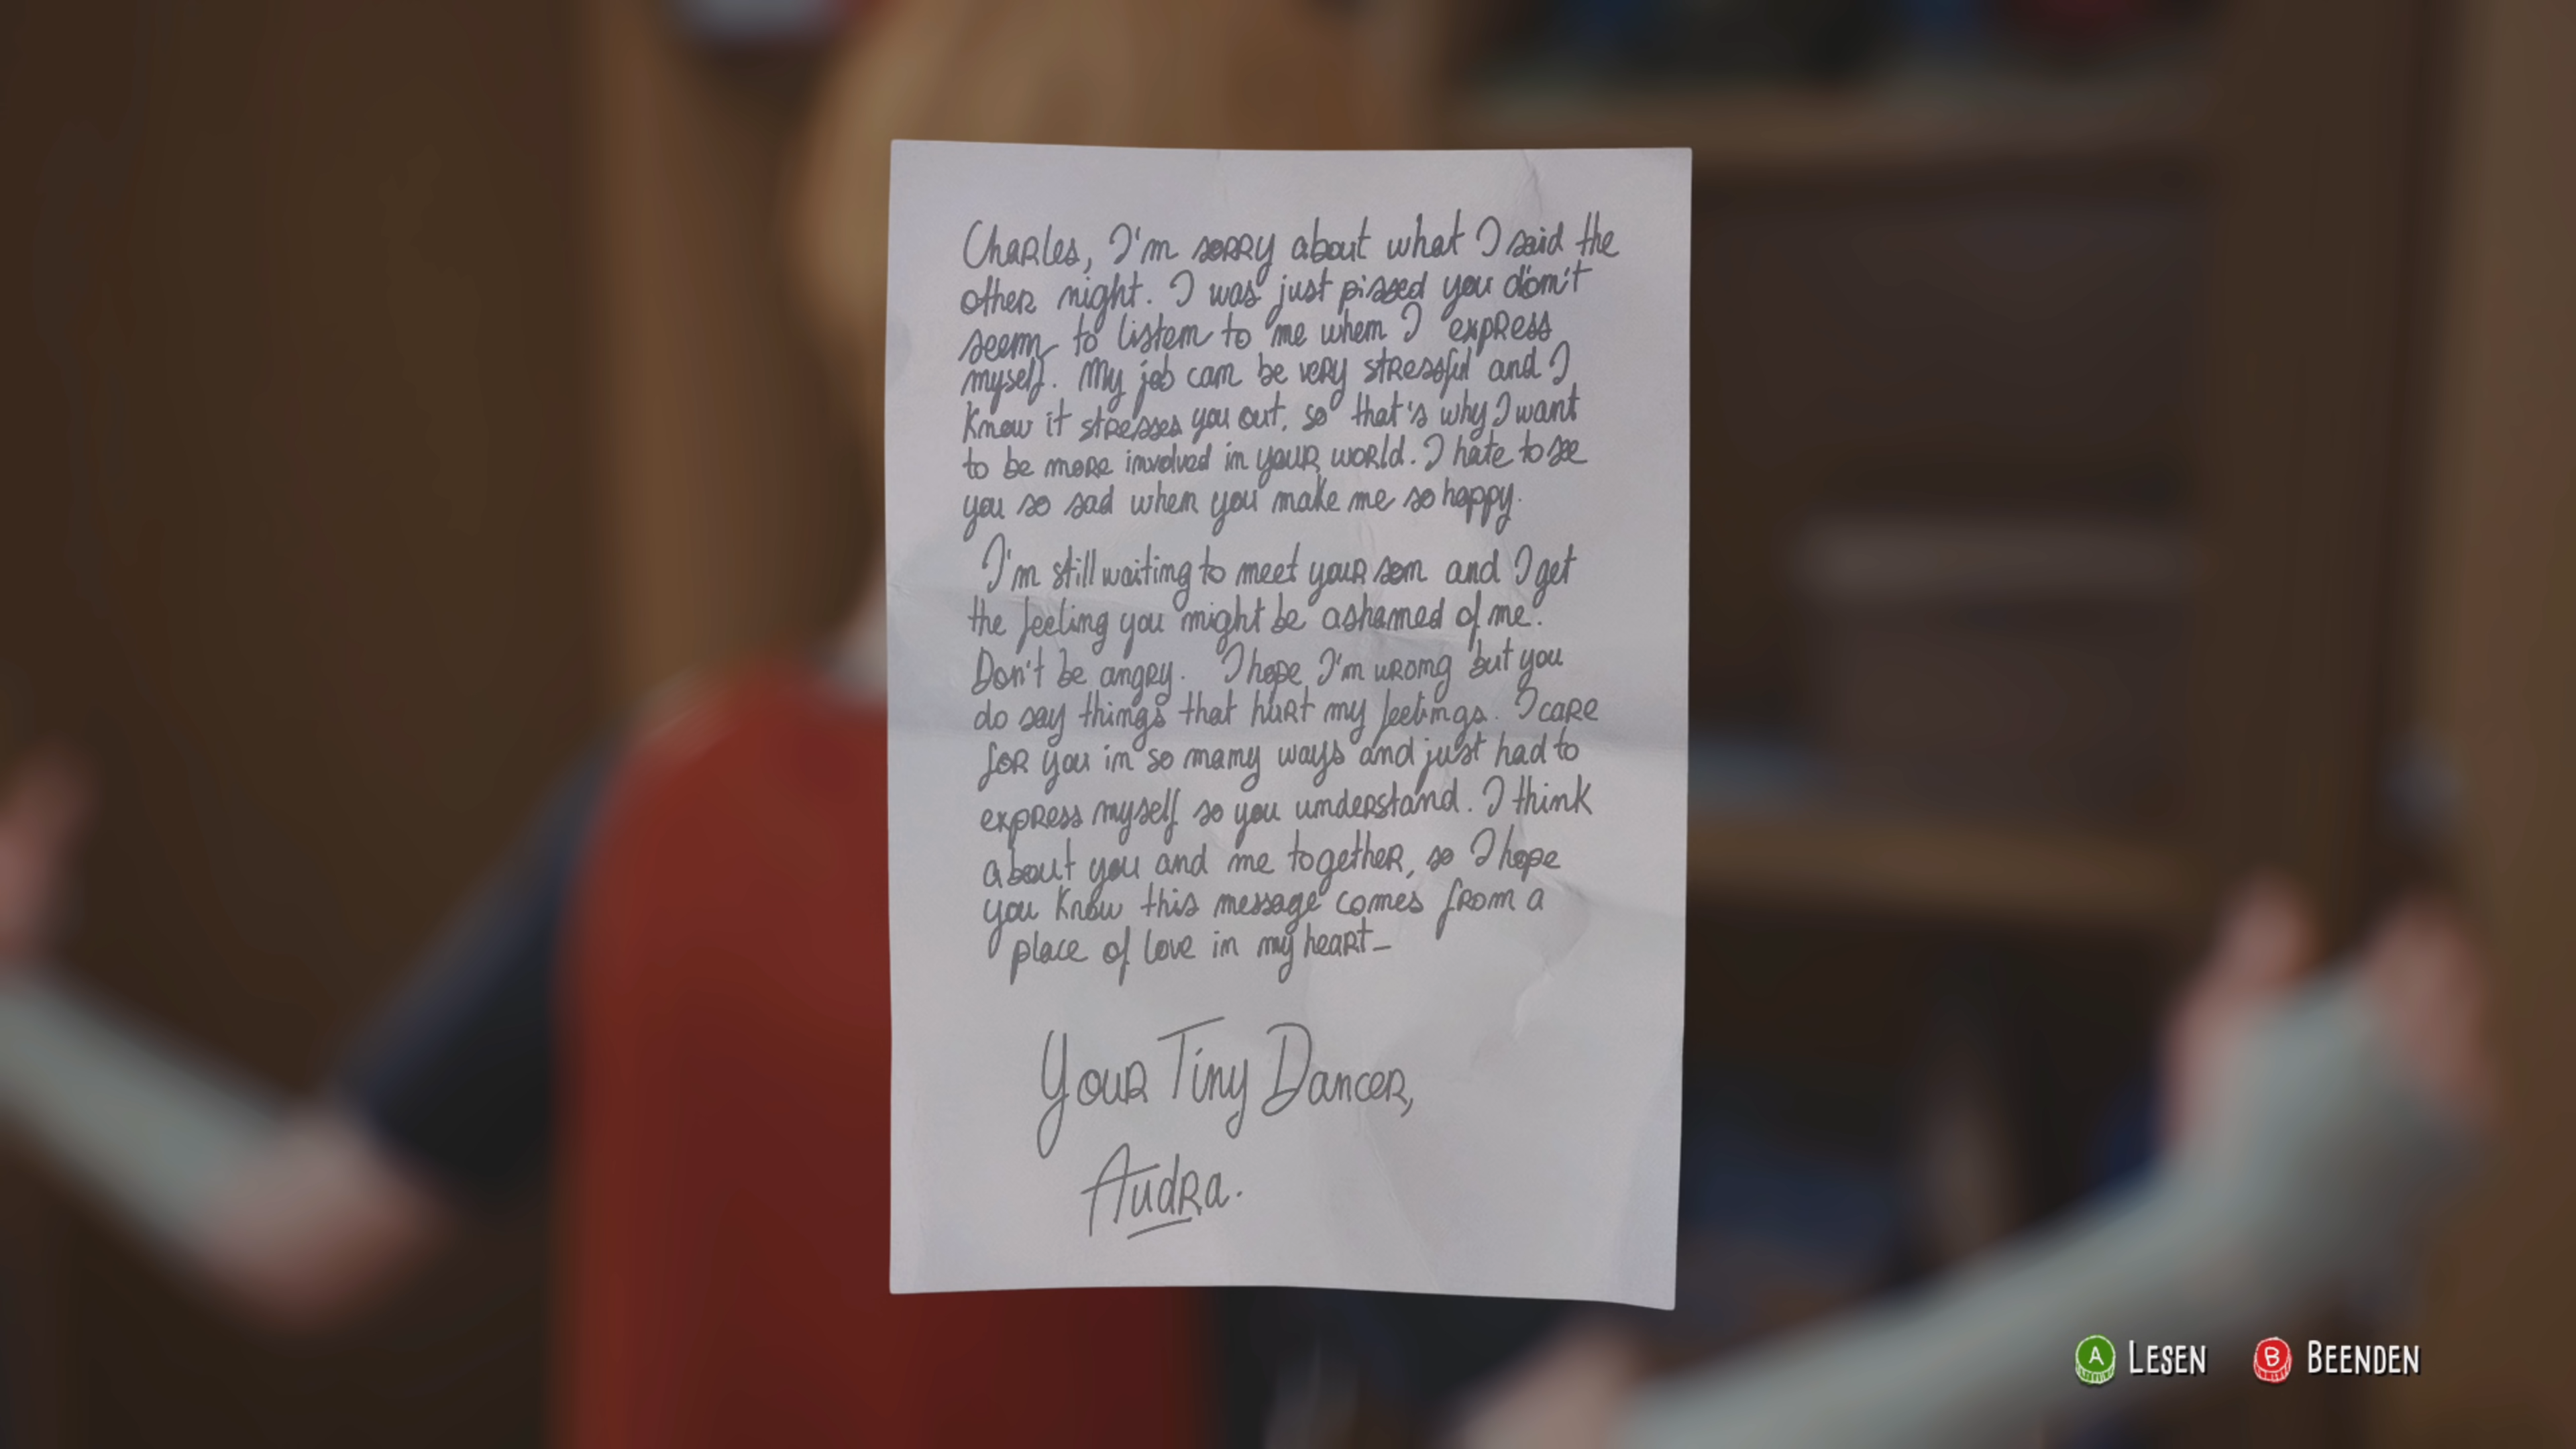 Charles, I'm sorry about what I said the
other night. I was just pissed you don't
seem to listen to me when I express
myself. My job can be very stressful and I
know it stresses you out, so that's why I want
to be more involved in your world. I hate to see
you so sad when you make me so happy.
I'm still waiting to meet your son and I get
the feeling you might be ashamed of me.
Don't be angry. I hope I'm wrong but you
do say things that hurt my feelings. I care
for you in so many ways and just had to
express myself so you understand. I think
about you and me together, so I hope
you know this message comes from a
place of love in my heart–
Your Tiny Dancer,
Audra.
A LESEN B BEENDEN